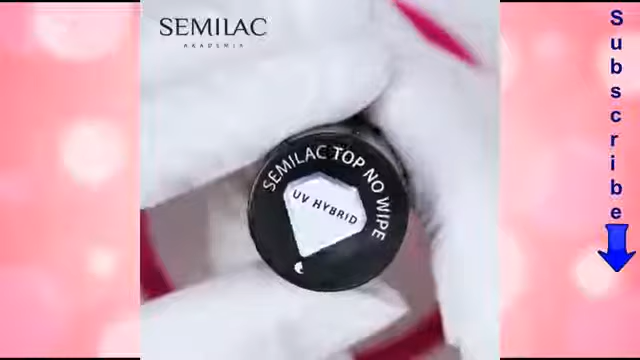 SEMILAC
AKADEMIA
SEMILAC TOP NO WIPE
UV HYBRID
Subscribe